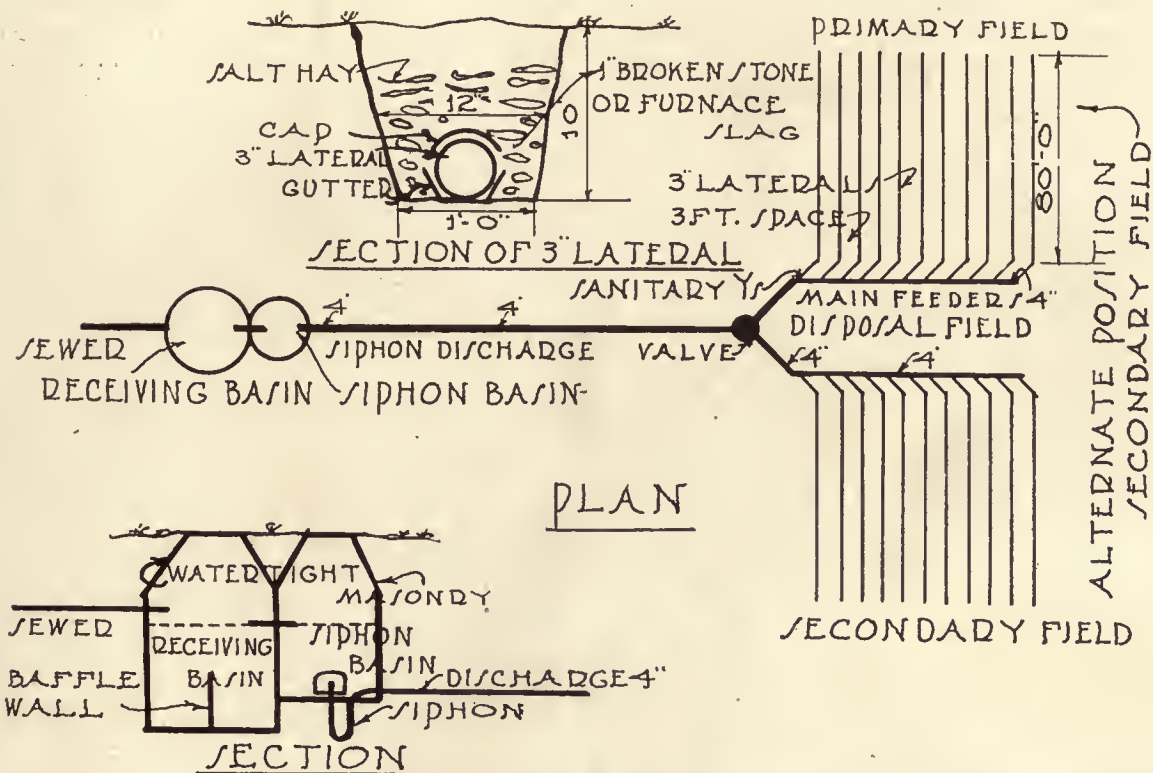 SALT HAY
12"
1" BROKEN STONE
OR FURNACE
SLAG
10
CAP
3" LATERAL
GUTTER
1'-0"
SECTION OF 3" LATERAL
PRIMARY FIELD
3" LATERALS
3 FT. SPACE
80'-0"
ALTERNATE POSITION
SECONDARY FIELD
SANITARY Y'S
MAIN FEEDERS 4"
DISPOSAL FIELD
SEWER
4"
4"
SIPHON DISCHARGE
VALVE
4"
4"
RECEIVING BASIN
SIPHON BASIN-
PLAN
SECONDARY FIELD
WATER TIGHT
MASONRY
SEWER
RECEIVING
BASIN
SIPHON
BASIN
BAFFLE
WALL
DISCHARGE-4"
SIPHON
SECTION